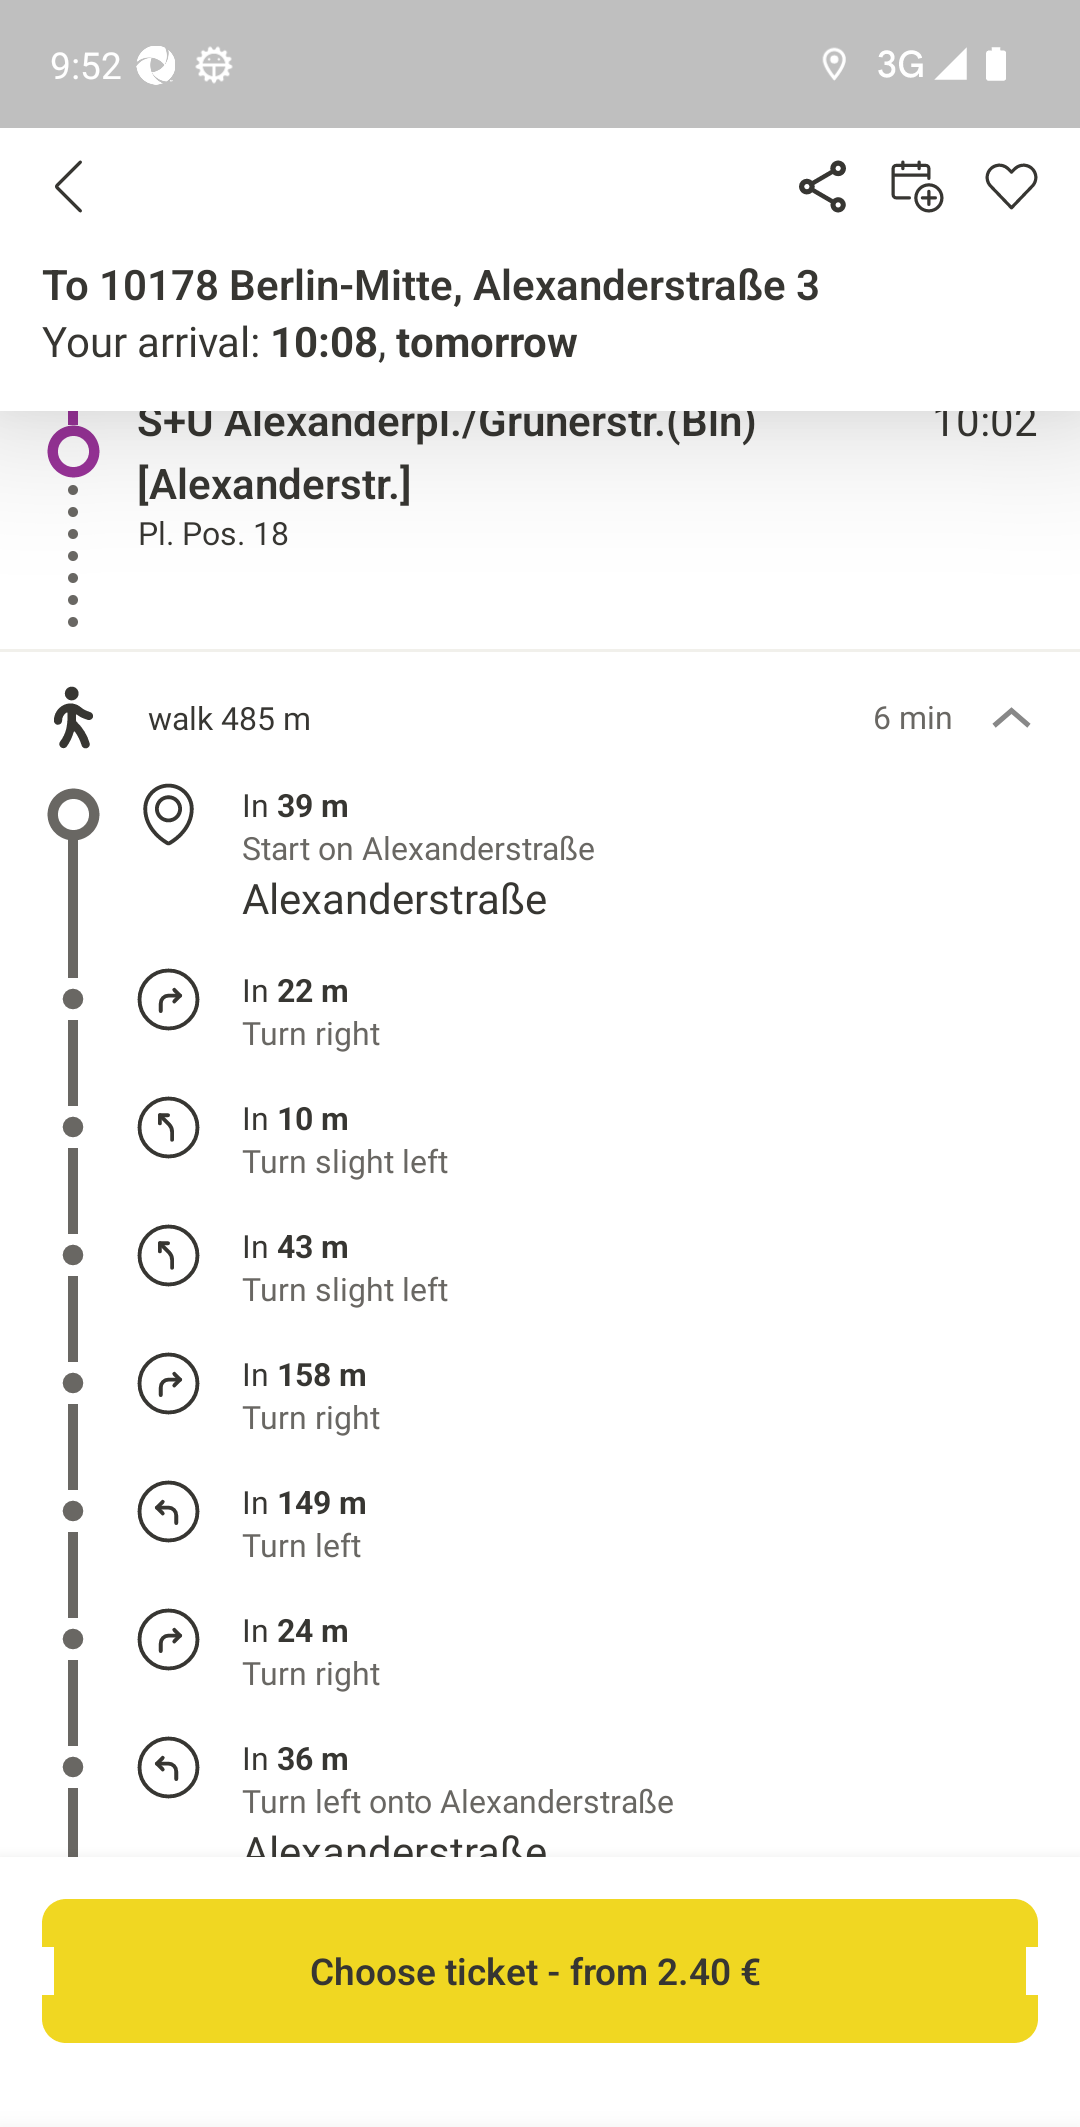 9:52
3G
To 10178 Berlin-Mitte, Alexanderstraße 3
Your arrival: 10:08, tomorrow
S+U Alexanderpl./Grunerstr.(Bln) 10:02
[Alexanderstr.]
Pl. Pos. 18
walk 485 m 6 min
In 39 m
Start on Alexanderstraße
Alexanderstraße
In 22 m
Turn right
In 10 m
Turn slight left
In 43 m
Turn slight left
In 158 m
Turn right
In 149 m
Turn left
In 24 m
Turn right
In 36 m
Turn left onto Alexanderstraße
Alexanderstraße
Choose ticket - from 2.40 €